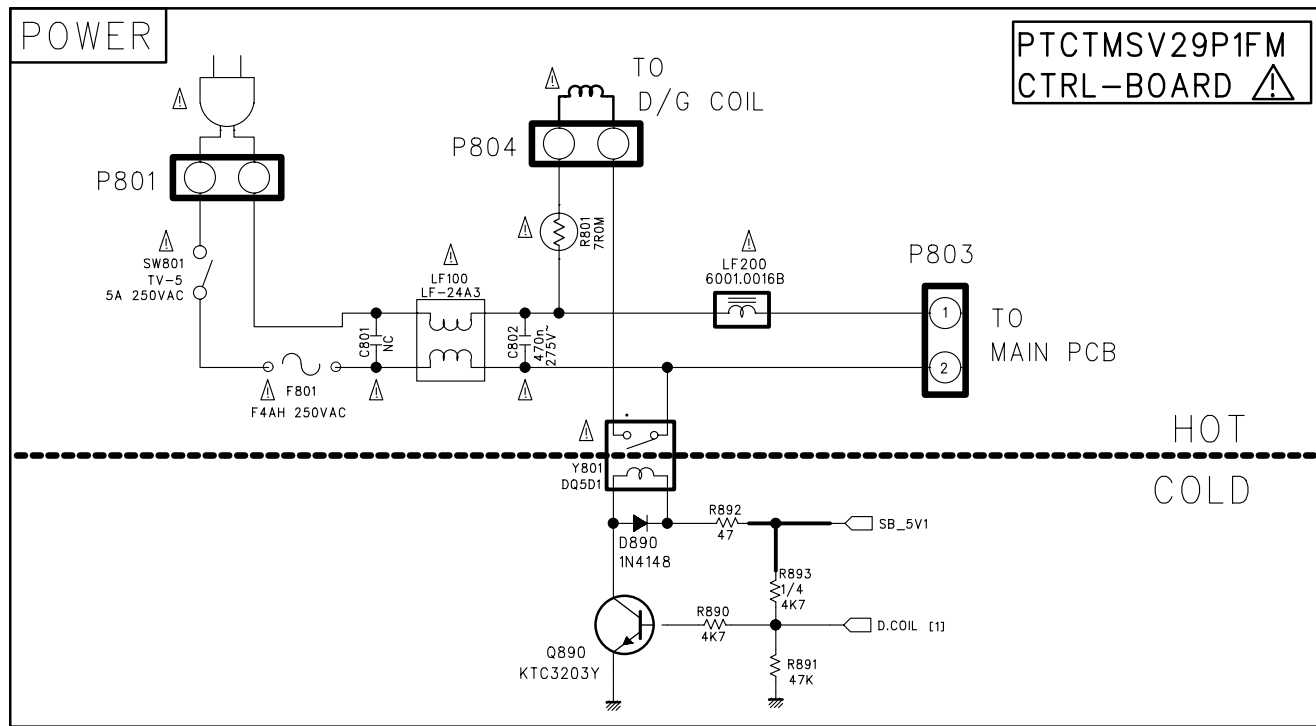 POWER
PTCTMSV29P1FM
CTRL-BOARD
TO
D/G COIL
P804
P801
R801
7R0M
SW801
TV-5
5A 250VAC
LF100
LF-24A3
LF200
6001.0016B
P803
C801
NC
C802
470n
275V~
1
2
TO
MAIN PCB
F801
F4AH 250VAC
HOT
COLD
Y801
DQ5D1
R892
47
SB_5V1
D890
1N4148
R893
1/4
4K7
R890
4K7
D.COIL [1]
Q890
KTC3203Y
R891
47K